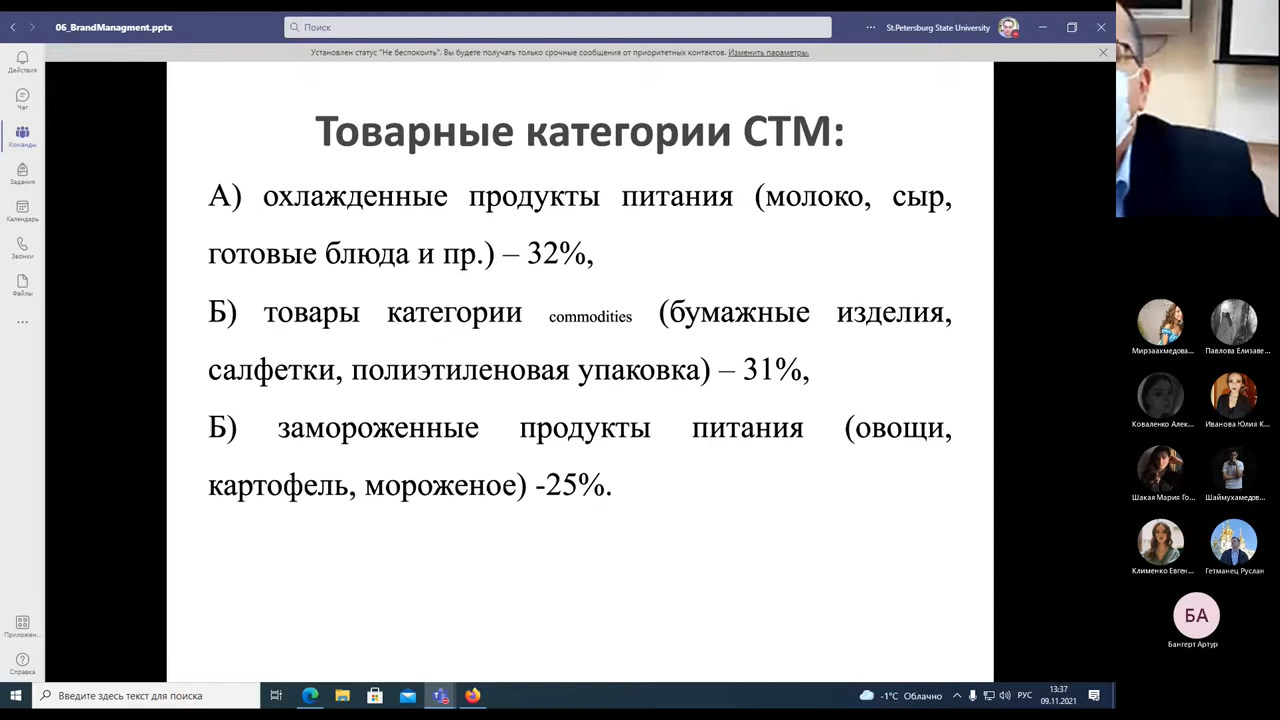 06_BrandManagment.pptx
Поиск
St.Petersburg State University
Установлен статус "Не беспокоить". Вы будете получать только срочные сообщения от приоритетных контактов. Изменить параметры.
Действия
Чат
Команды
Задания
Календарь
Звонки
Файлы
Приложен...
Справка
Товарные категории СТМ:
А) охлажденные продукты питания (молоко, сыр,
готовые блюда и пр.) – 32%,
Б) товары категории commodities (бумажные изделия,
салфетки, полиэтиленовая упаковка) – 31%,
Б) замороженные продукты питания (овощи,
картофель, мороженое) -25%.
Мирзаахмедова...
Павлова Елизаве...
Коваленко Алек...
Иванова Юлия К...
Шакая Мария Го...
Шаймухамедов...
Клименко Евген...
Гетманец Руслан
БА
Бангерт Артур
Введите здесь текст для поиска
-1°C Облачно
РУС
13:37
09.11.2021